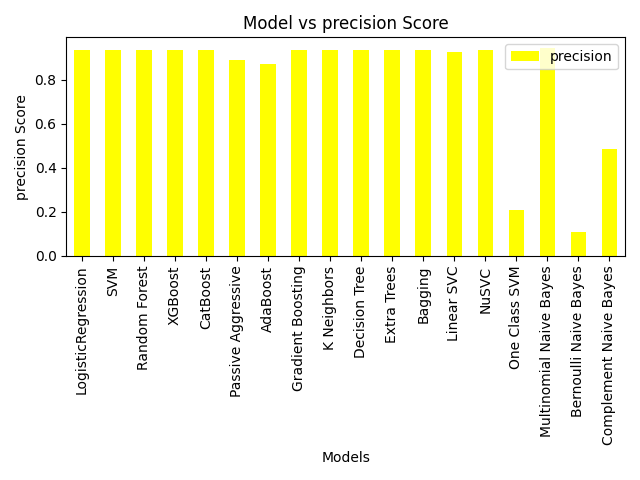 Model vs precision Score
precision
precision Score
0.8
0.6
0.4
0.2
0.0
LogisticRegression
SVM
Random Forest
XGBoost
CatBoost
Passive Aggressive
AdaBoost
Gradient Boosting
K Neighbors
Decision Tree
Extra Trees
Bagging
Linear SVC
NuSVC
One Class SVM
Multinomial Naive Bayes
Bernoulli Naive Bayes
Complement Naive Bayes
Models